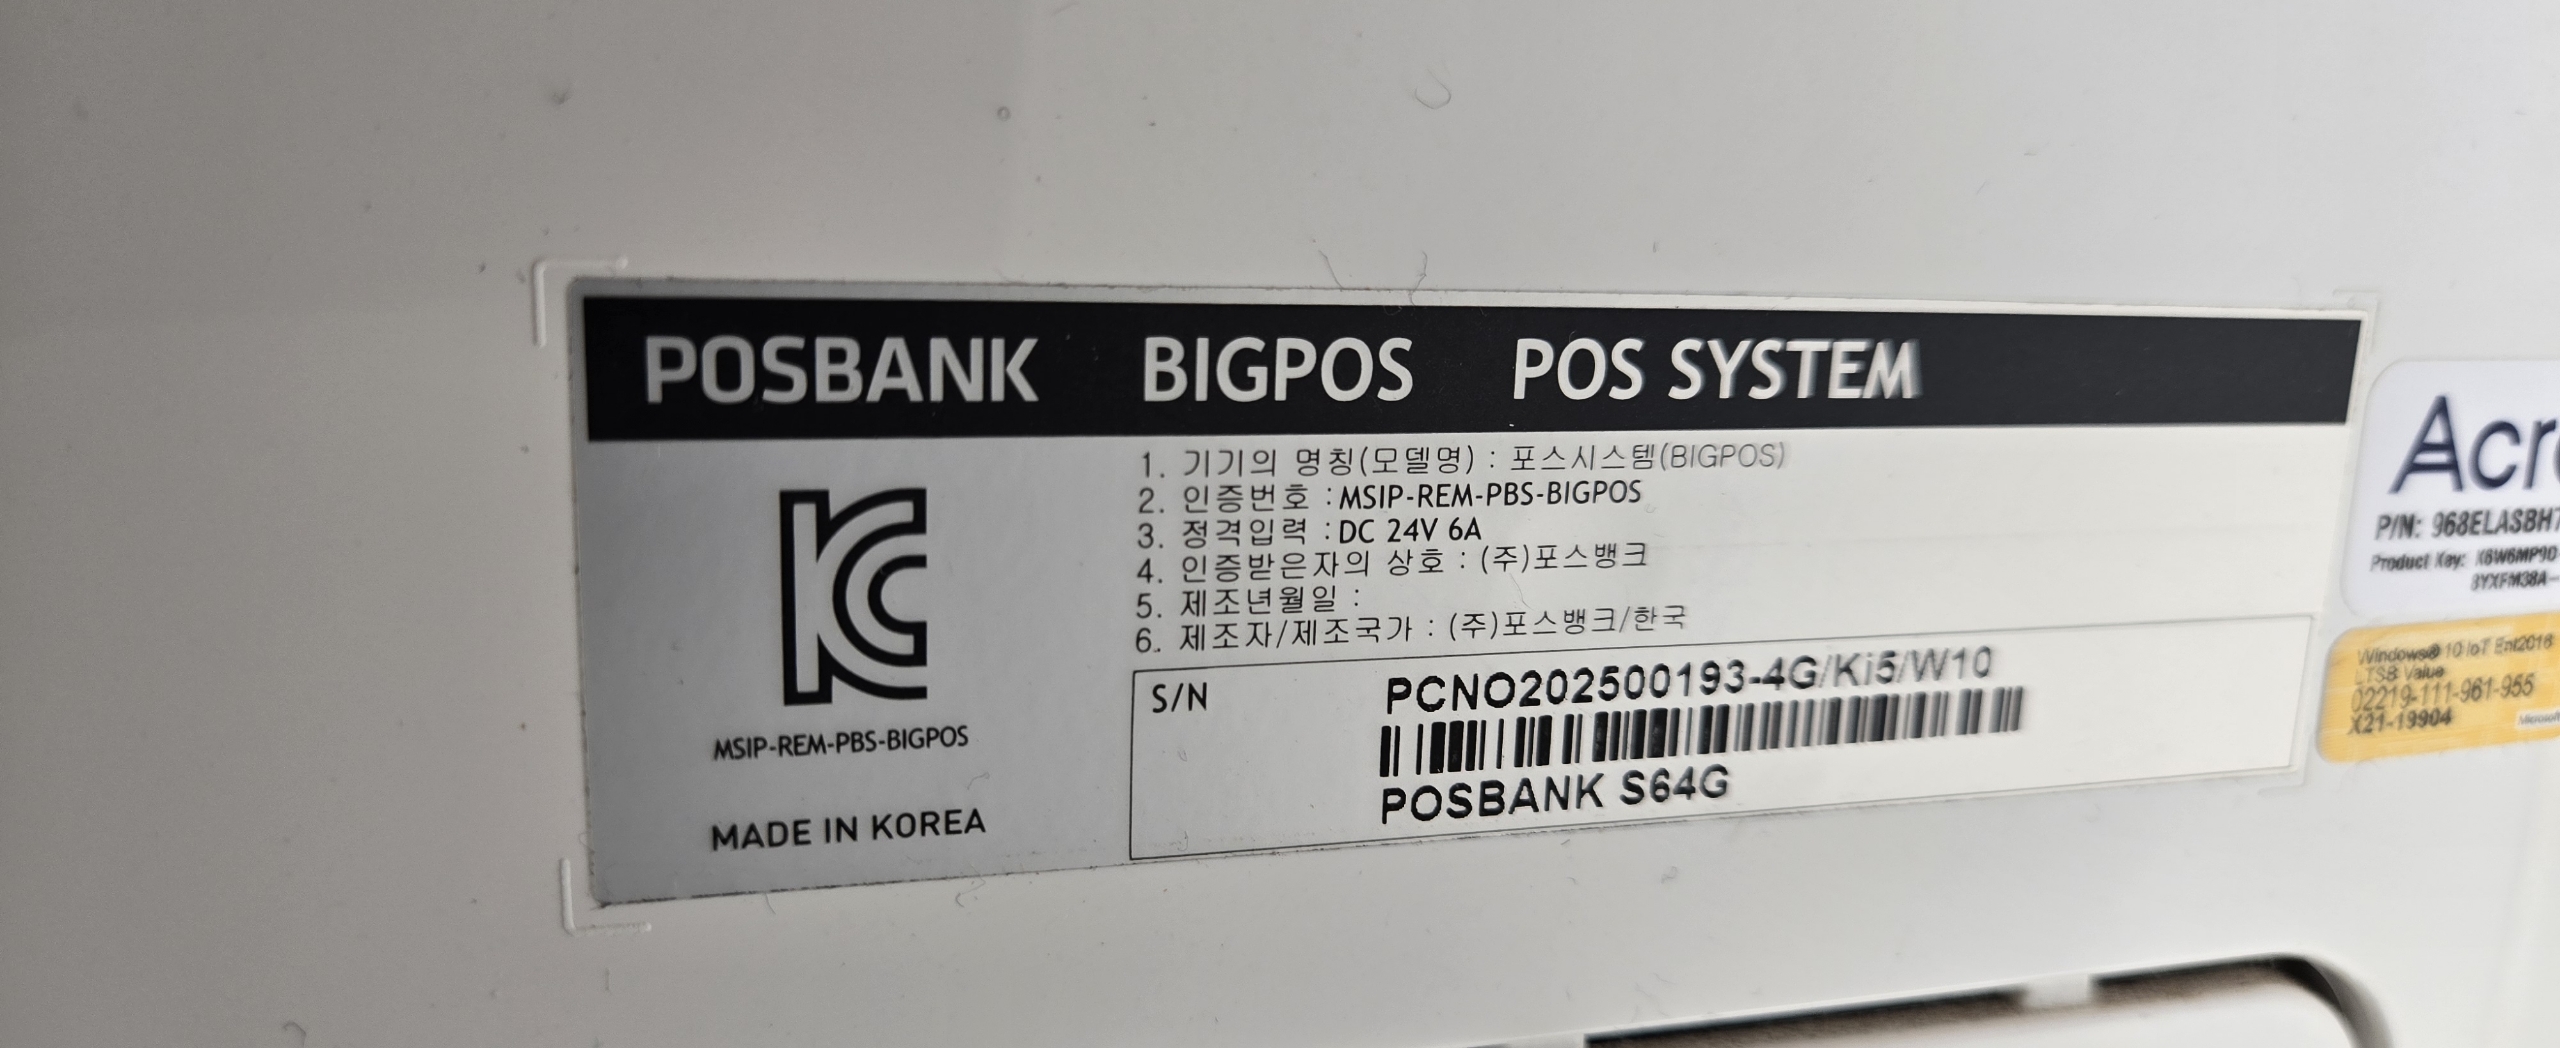 POSBANK BIGPOS POS SYSTEM
KC
MSIP-REM-PBS-BIGPOS
MADE IN KOREA
1. 기기의 명칭(모델명) : 포스시스템(BIGPOS)
2. 인증번호 : MSIP-REM-PBS-BIGPOS
3. 정격입력 : DC 24V 6A
4. 인증받은자의 상호 : (주)포스뱅크
5. 제조년월일 :
6. 제조자/제조국가 : (주)포스뱅크/한국
S/N PCNO202500193-4G/Ki5/W10
POSBANK S64G
Acr
P/N: 968ELASBH7
Product Key: X6W6MP9D
8YXFM38A-
Windows® 10 IoT Ent2016
LTSB Value
02219-111-961-955
X21-19904
Microsoft